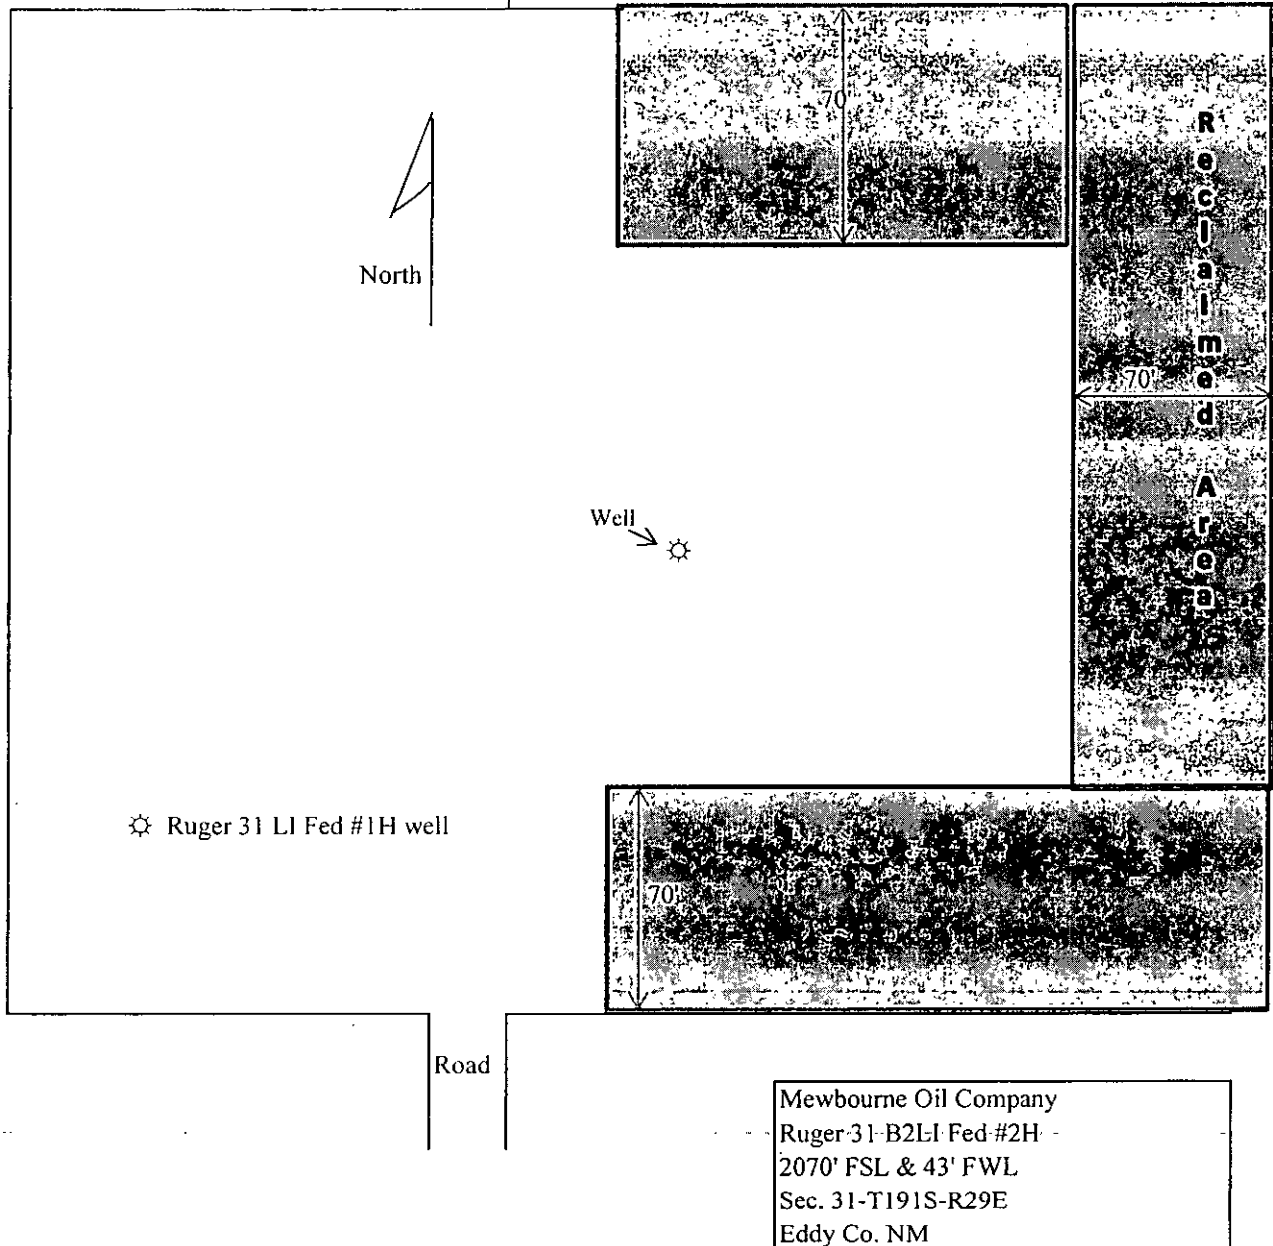 70'
Reclaimed Area
North
70'
Well
Ruger 31 LI Fed #1H well
70'
Road
Mewbourne Oil Company
Ruger 31 B2LI Fed #2H
2070' FSL & 43' FWL
Sec. 31-T191S-R29E
Eddy Co. NM